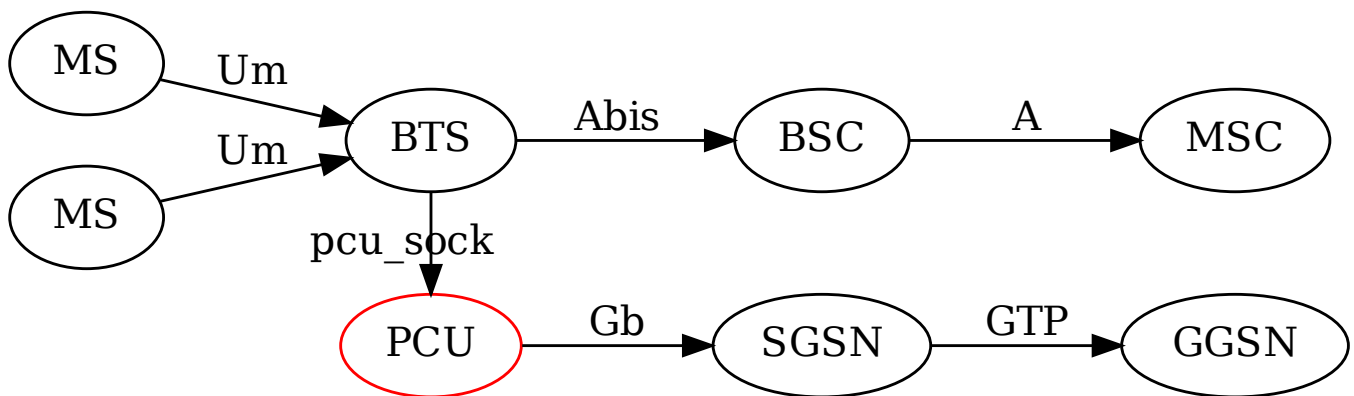 MS
Um
BTS
Abis
BSC
A
MSC
Um
MS
pcu_sock
PCU
Gb
SGSN
GTP
GGSN